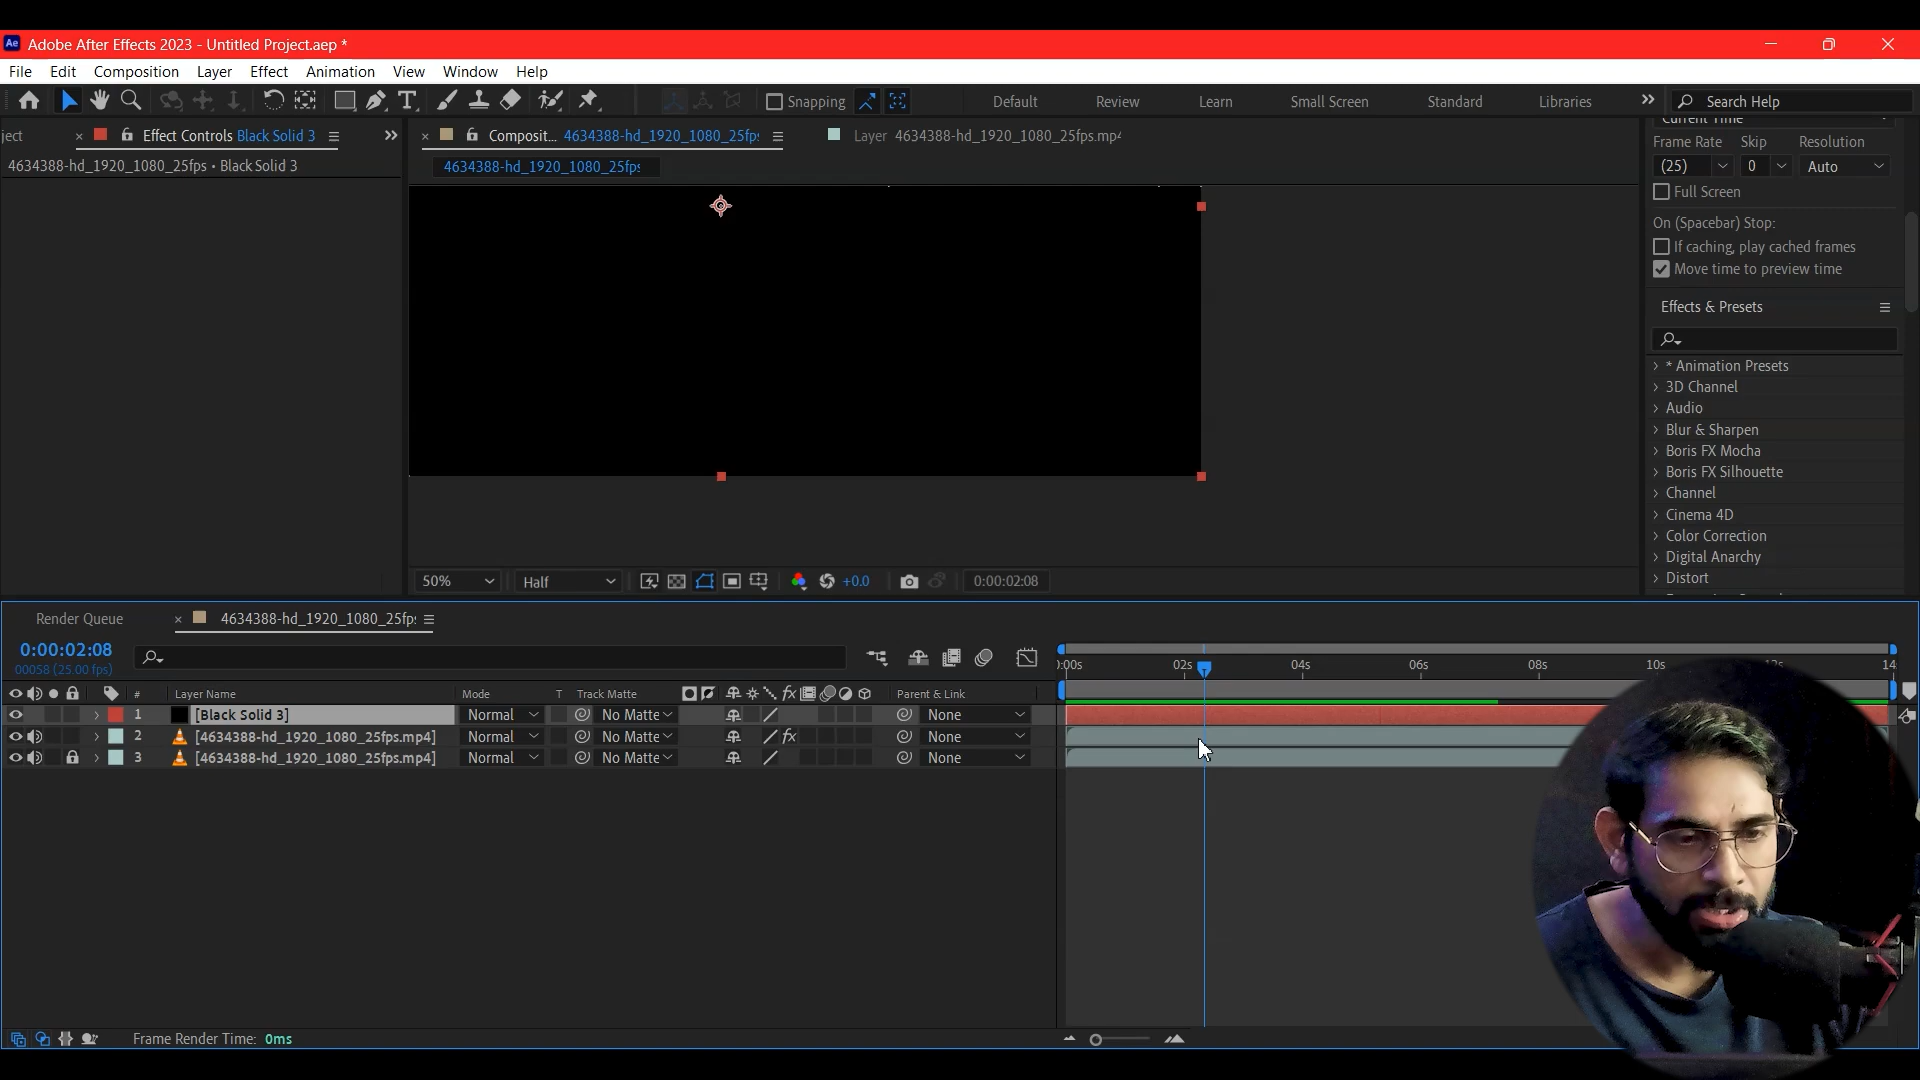 Adobe After Effects 2023 - Untitled Project.aep *
File Edit Composition Layer Effect Animation View Window Help
Snapping Default Review Learn Small Screen Standard Libraries Search Help
ject Effect Controls Black Solid 3
Composit... 4634388-hd_1920_1080_25fp
Layer 4634388-hd_1920_1080_25fps.mp4
Current Time
4634388-hd_1920_1080_25fps • Black Solid 3
4634388-hd_1920_1080_25fps
Frame Rate Skip Resolution
(25) 0 Auto
Full Screen
On (Spacebar) Stop:
If caching, play cached frames
Move time to preview time
Effects & Presets
* Animation Presets
3D Channel
Audio
Blur & Sharpen
Boris FX Mocha
Boris FX Silhouette
Channel
Cinema 4D
Color Correction
Digital Anarchy
Distort
50% Half +0.0 0:00:02:08
Render Queue 4634388-hd_1920_1080_25fp
0:00:02:08
00058 (25.00 fps)
:00s 02s 04s 06s 08s 10s 12s 14
# Layer Name Mode T Track Matte fx Parent & Link
1 [Black Solid 3] Normal No Matte None
2 [4634388-hd_1920_1080_25fps.mp4] Normal No Matte fx None
3 [4634388-hd_1920_1080_25fps.mp4] Normal No Matte None
Frame Render Time: 0ms